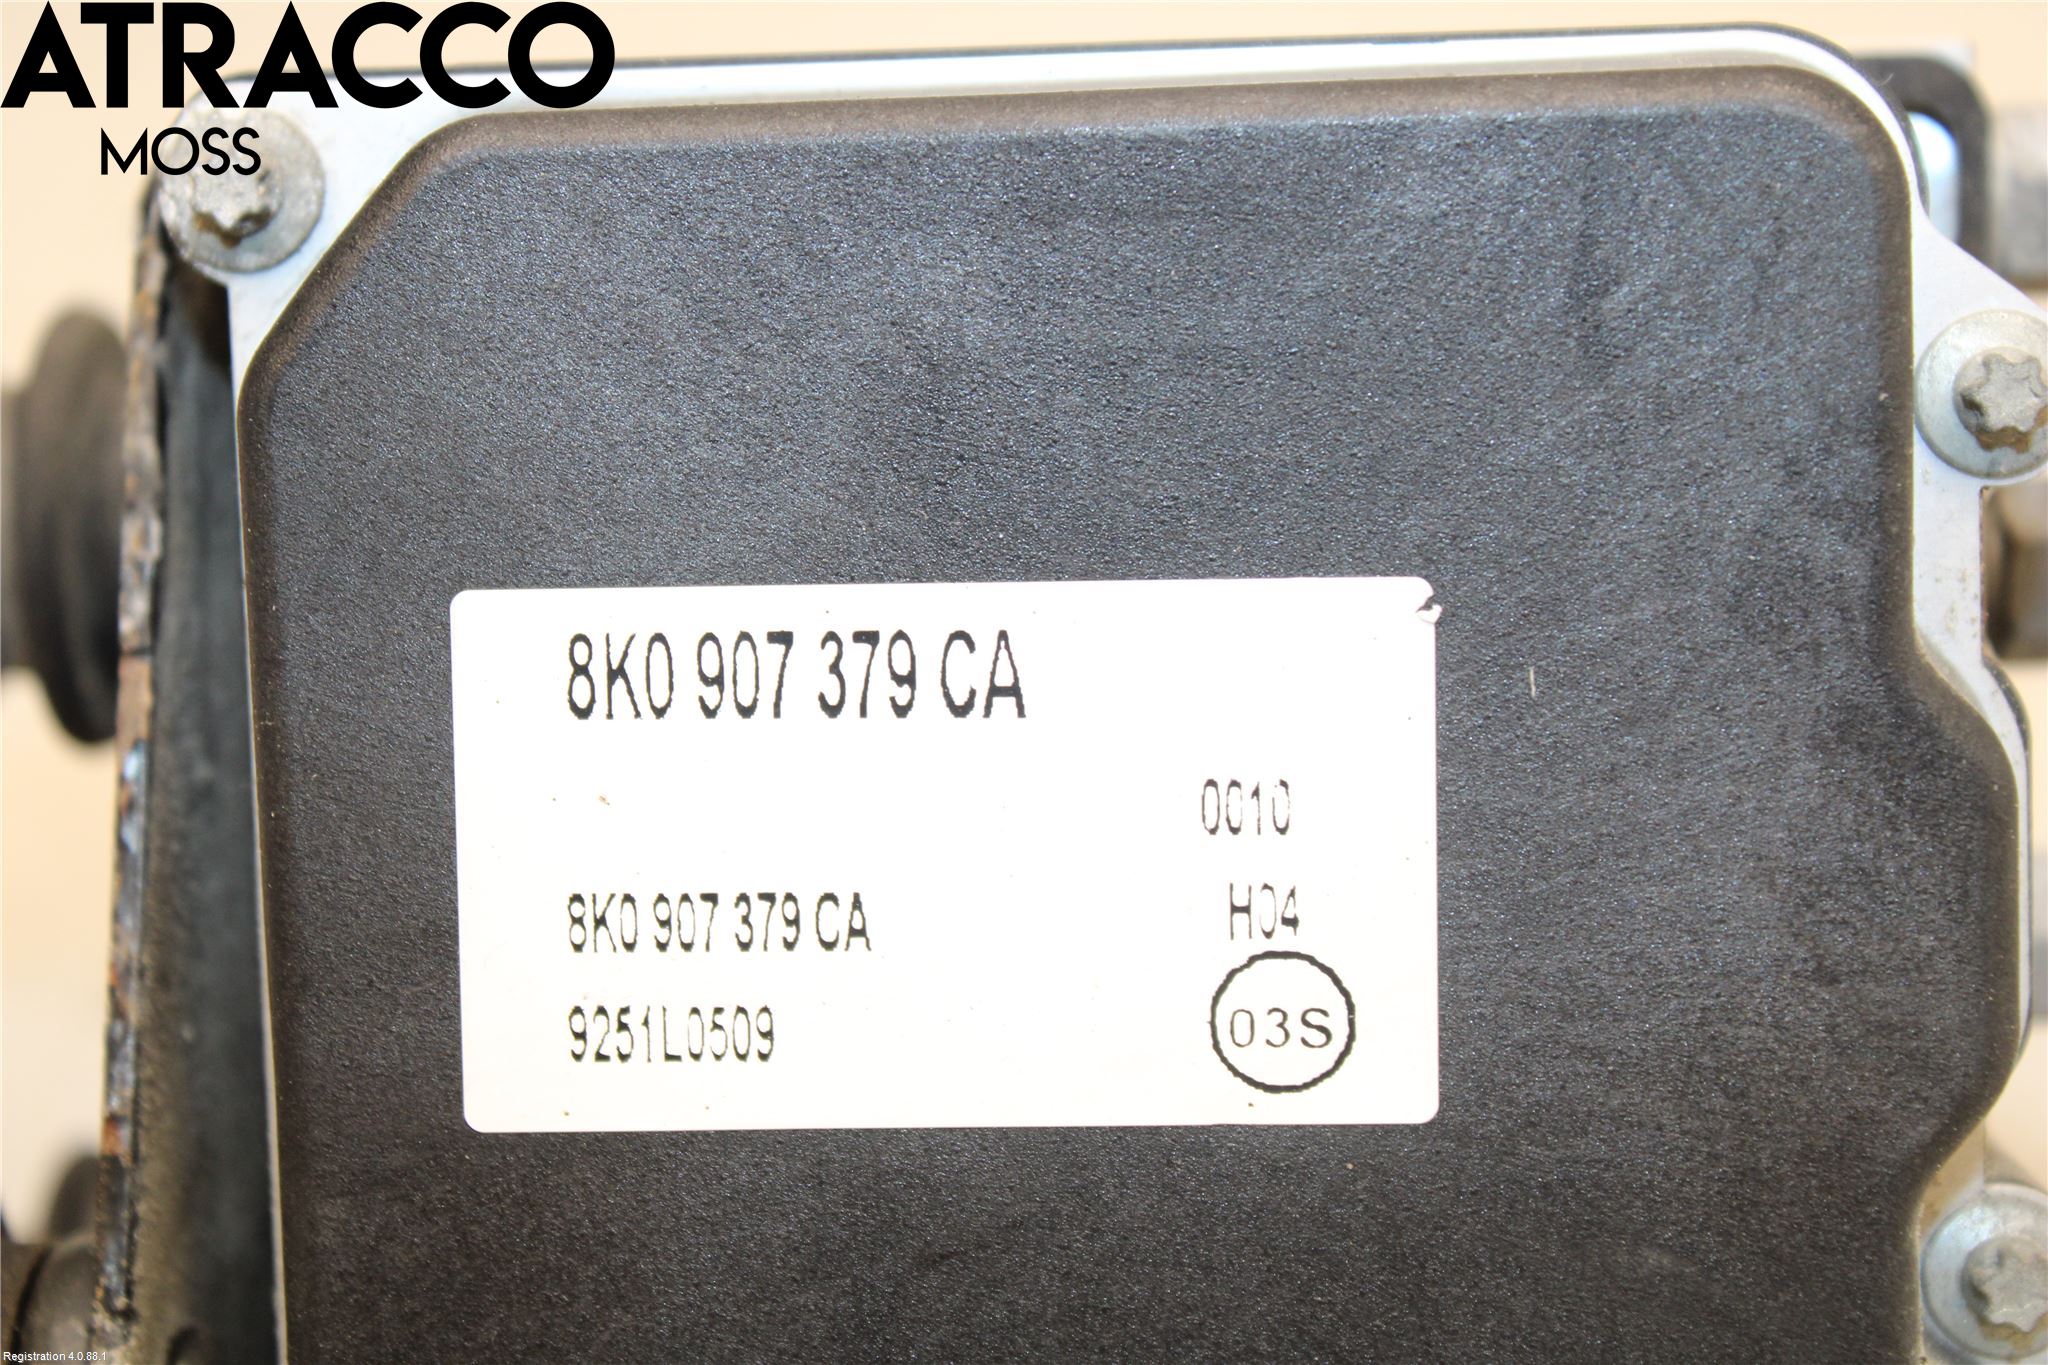 ATRACCO
MOSS
8K0 907 379 CA
0010
8K0 907 379 CA
H04
9251L0509
03S
Registration 4.0.88.1